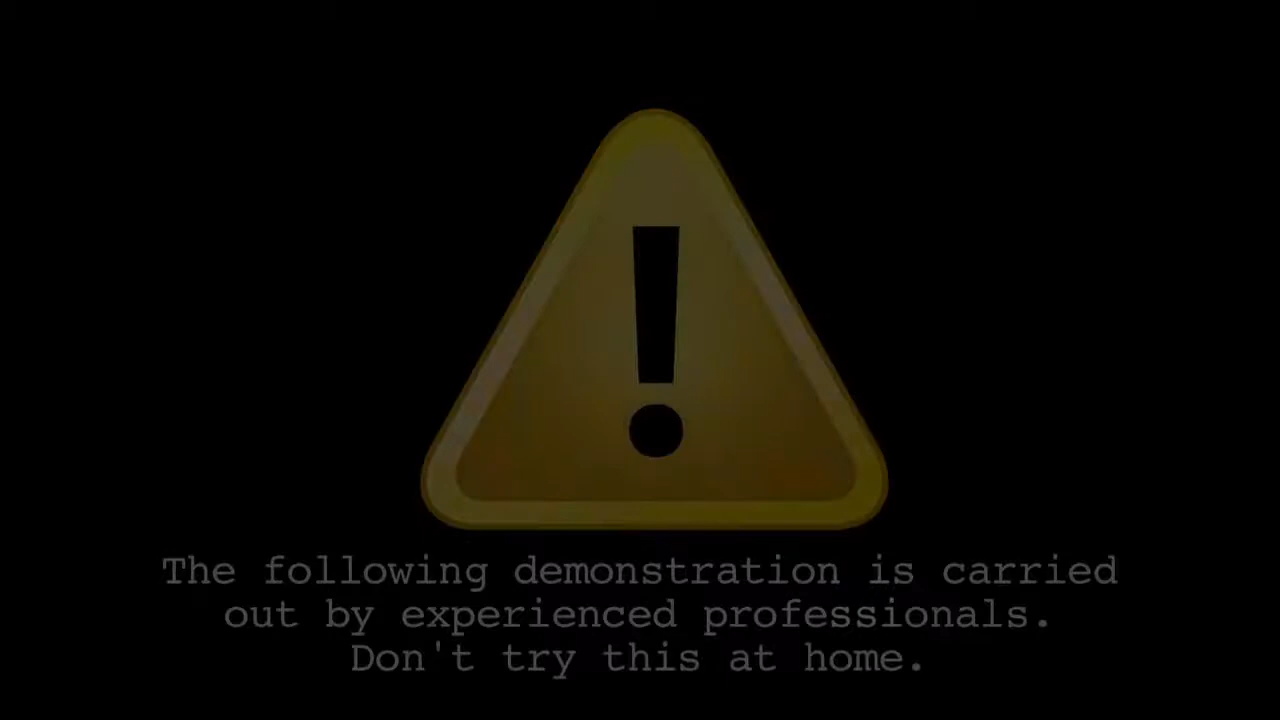 The following demonstration is carried
out by experienced professionals.
Don't try this at home.